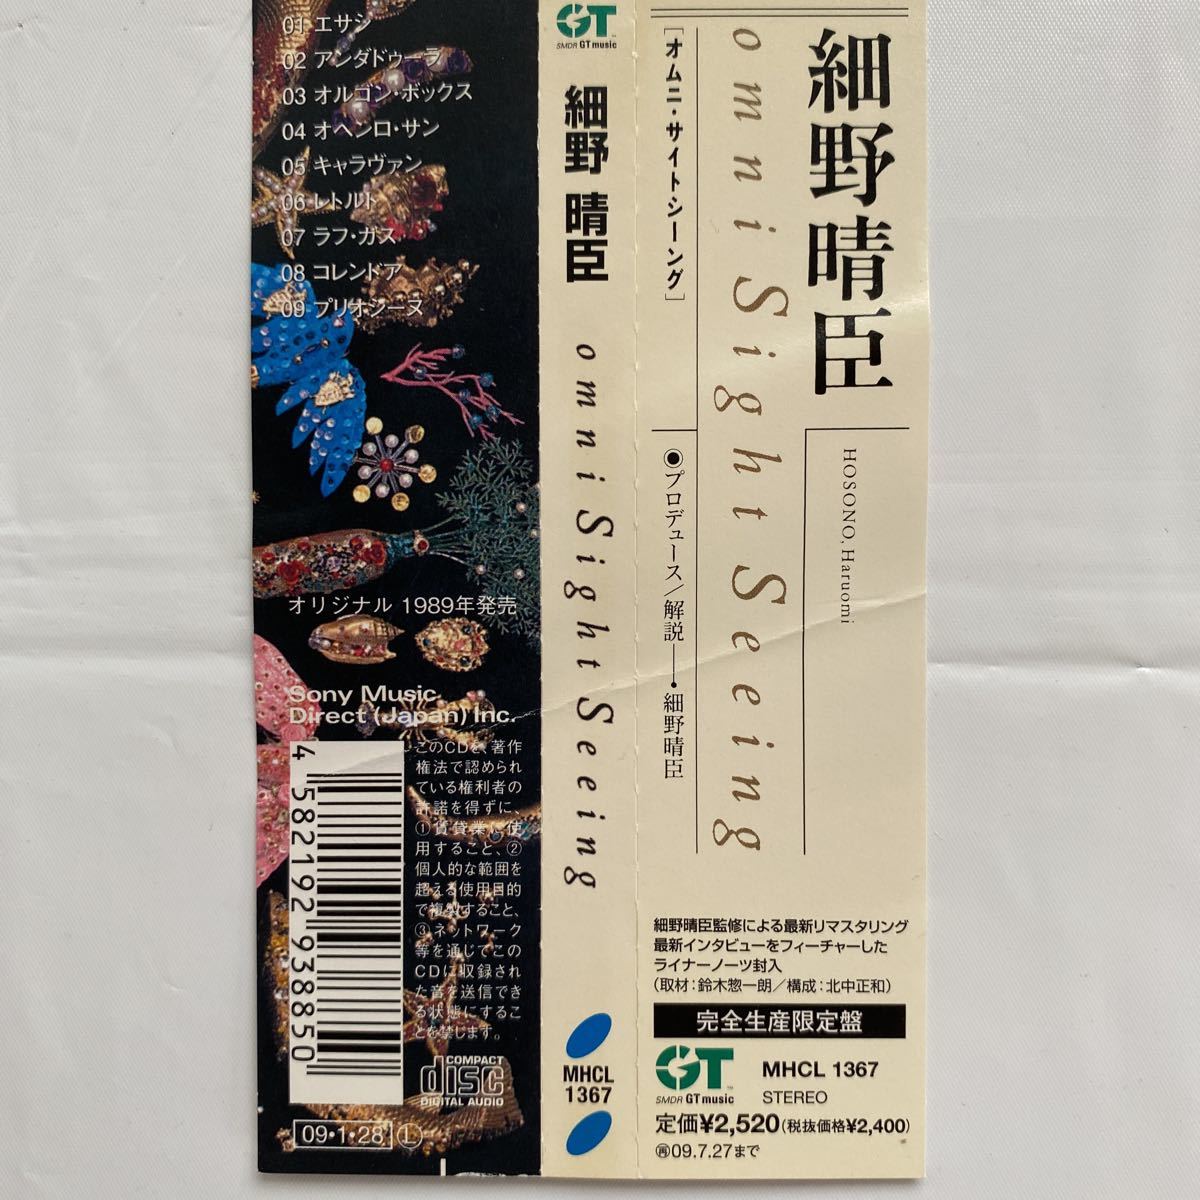 01 エサシ
02 アンダドゥーラ
03 オルゴン・ボックス
04 オヘンロ・サン
05 キャラヴァン
06 レトルト
07 ラフ・ガス
08 コレンドア
09 プリオシーヌ
オリジナル 1989年発売
Sony Music
Direct (Japan) Inc.
4 582192 938850
このCDを、著作
権法で認められ
ている権利者の
許諾を得ずに、
①賃貸業に使
用すること、②
個人的な範囲を
超える使用目的
で複製すること、
③ネットワーク
等を通じてこの
CDに収録され
た音を送信でき
る状態にするこ
とを禁じます。
COMPACT
disc
DIGITAL AUDIO
09・1・28 Ⓛ
GT
SMDR GT music
細野 晴臣
omni Sight Seeing
MHCL
1367
細野晴臣
HOSONO, Haruomi
omni Sight Seeing
［オムニ・サイトシーング］
◉プロデュース／解説──・細野晴臣
細野晴臣監修による最新リマスタリング
最新インタビューをフィーチャーした
ライナーノーツ封入
（取材：鈴木惣一朗／構成：北中正和）
完全生産限定盤
GT™
SMDR GT music
MHCL 1367
STEREO
定価¥2,520(税抜価格¥2,400)
㋵09.7.27まで